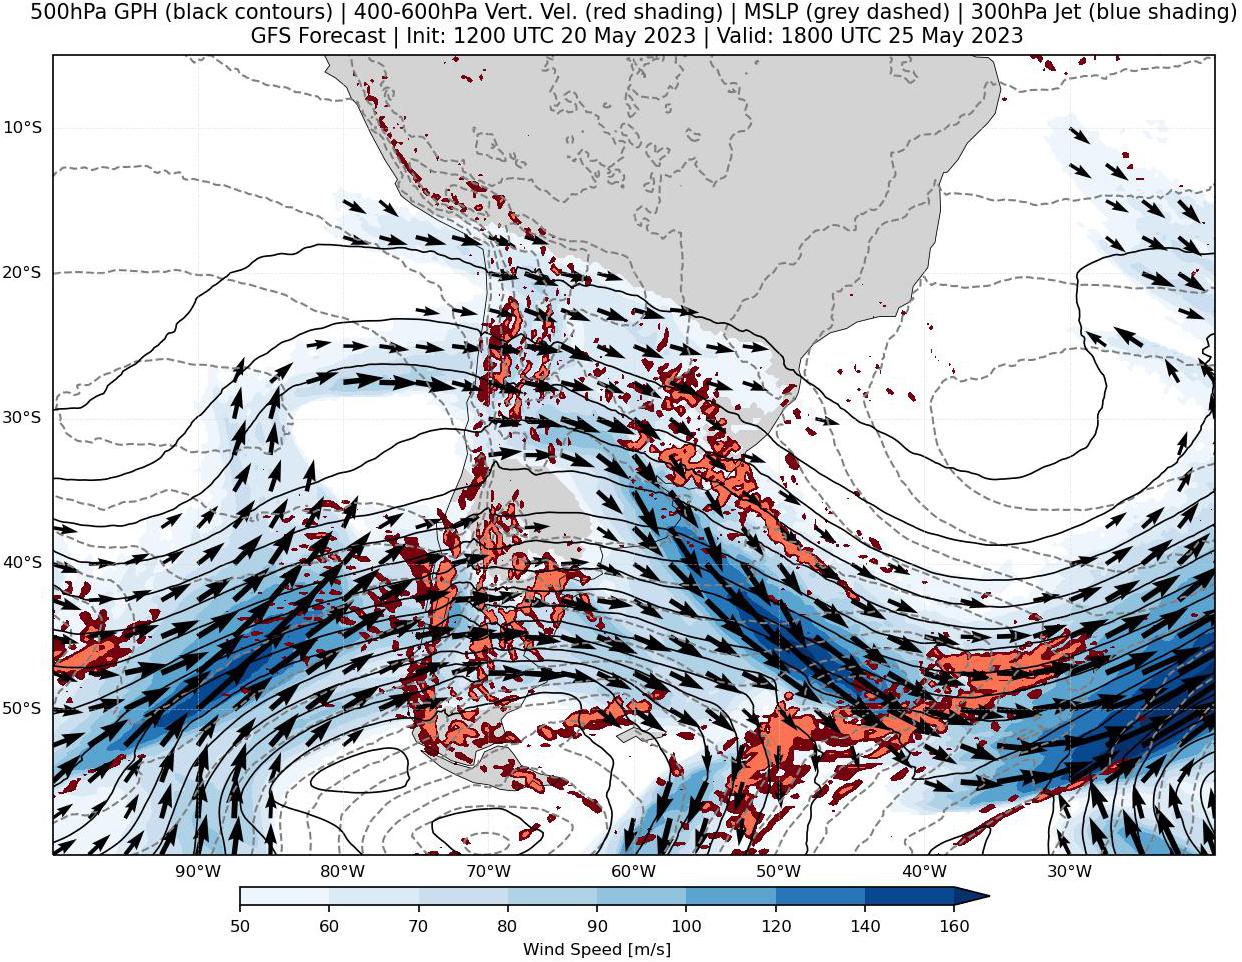 500hPa GPH (black contours) | 400-600hPa Vert. Vel. (red shading) | MSLP (grey dashed) | 300hPa Jet (blue shading)
GFS Forecast | Init: 1200 UTC 20 May 2023 | Valid: 1800 UTC 25 May 2023
10°S
20°S
30°S
40°S
50°S
90°W 80°W 70°W 60°W 50°W 40°W 30°W
50 60 70 80 90 100 120 140 160
Wind Speed [m/s]